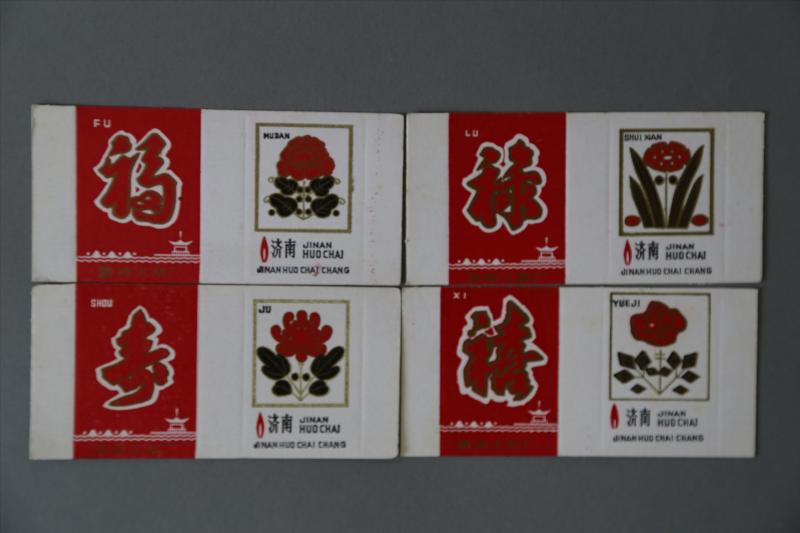 FU
福
MUDAN
济南 JINAN
HUO CHAI
JINAN HUO CHAI CHANG
LU
禄
SHUI XIAN
济南 JINAN
HUO CHAI
JINAN HUO CHAI CHANG
SHOU
寿
JU
济南 JINAN
HUO CHAI
JINAN HUO CHAI CHANG
XI
禧
YUEJI
济南 JINAN
HUO CHAI
JINAN HUO CHAI CHANG